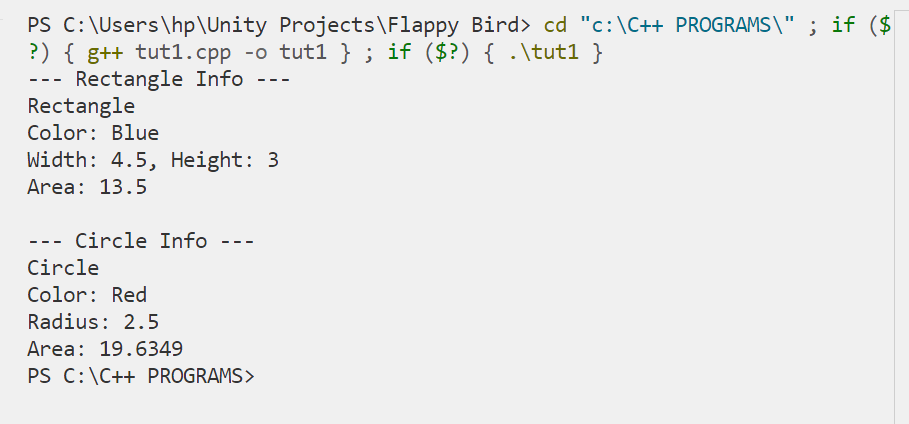 PS C:\Users\hp\Unity Projects\Flappy Bird> cd "c:\C++ PROGRAMS\" ; if ($
?) { g++ tut1.cpp -o tut1 } ; if ($?) { .\tut1 }
--- Rectangle Info ---
Rectangle
Color: Blue
Width: 4.5, Height: 3
Area: 13.5

--- Circle Info ---
Circle
Color: Red
Radius: 2.5
Area: 19.6349
PS C:\C++ PROGRAMS>